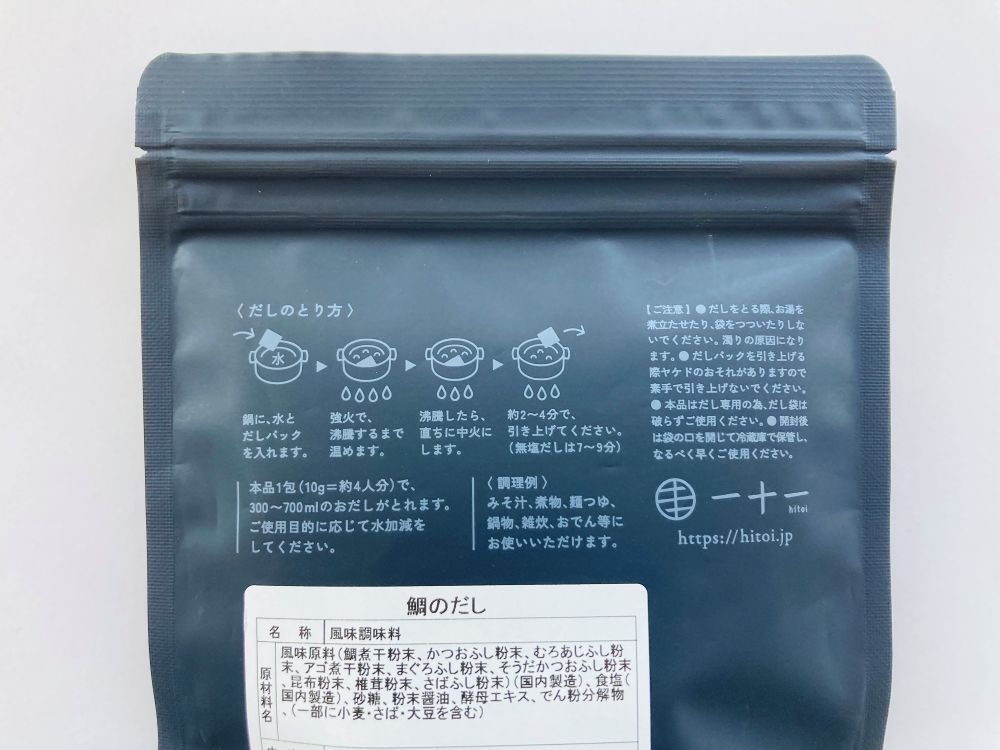 〈 だしのとり方 〉
水
鍋に、水と
だしパック
を入れます。
強火で、
沸騰するまで
温めます。
沸騰したら、
直ちに中火に
します。
約2〜4分で、
引き上げてください。
(無塩だしは7〜9分)
本品1包(10g=約4人分)で、
300〜700mlのおだしがとれます。
ご使用目的に応じて水加減を
してください。
〈 調理例 〉
みそ汁、煮物、麺つゆ、
鍋物、雑炊、おでん等に
お使いいただけます。
【ご注意】● だしをとる際、お湯を
煮立たせたり、袋をつついたりしな
いでください。濁りの原因になり
ます。● だしパックを引き上げる
際ヤケドのおそれがありますので
素手で引き上げないでください。
● 本品はだし専用の為、だし袋は
破らずご使用ください。● 開封後
は袋の口を閉じて冷蔵庫で保管し、
なるべく早くご使用ください。
一十一
hitoi
https://hitoi.jp
鯛のだし
名 称 風味調味料
原材料名
風味原料(鯛煮干粉末、かつおふし粉末、むろあじふし粉
末、アゴ煮干粉末、まぐろふし粉末、そうだかつおふし粉末
、昆布粉末、椎茸粉末、さばふし粉末)(国内製造)、食塩(
国内製造)、砂糖、粉末醤油、酵母エキス、でん粉分解物
、(一部に小麦・さば・大豆を含む)